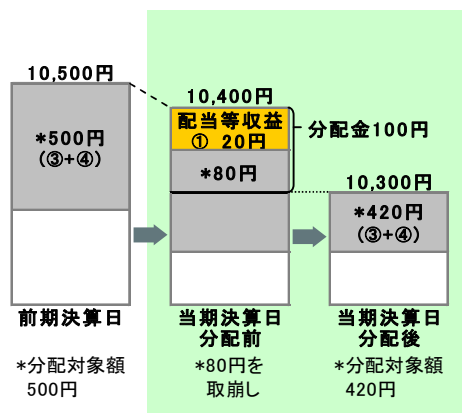 10,500円
*500円
(③+④)
前期決算日
*分配対象額
500円
10,400円
配当等収益
① 20円
*80円
分配金100円
当期決算日
分配前
*80円を
取崩し
10,300円
*420円
(③+④)
当期決算日
分配後
*分配対象額
420円